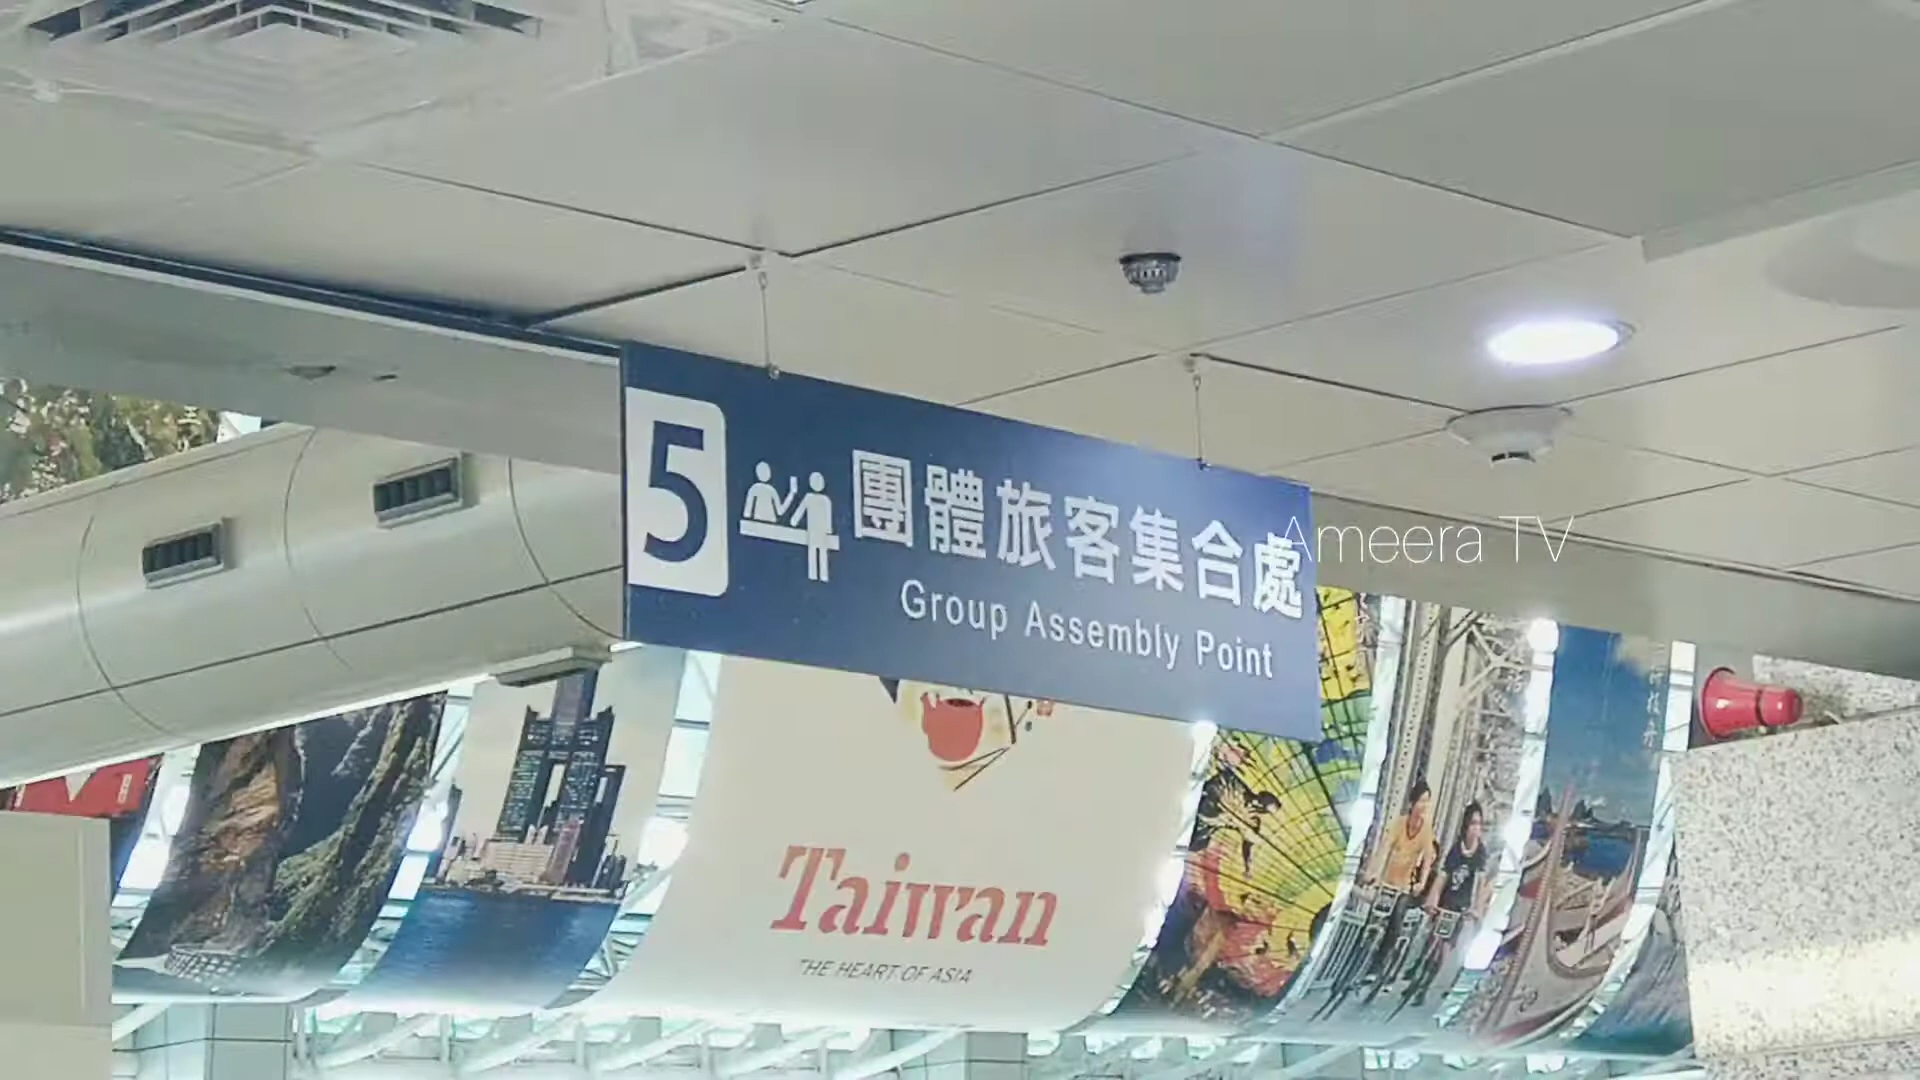 5
團體旅客集合處
Group Assembly Point
Ameera TV
Taiwan
THE HEART OF ASIA